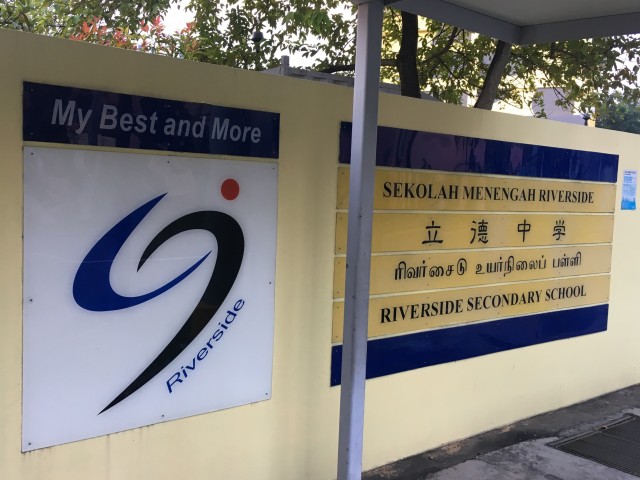 My Best and More
Riverside
SEKOLAH MENENGAH RIVERSIDE
立德中学
ரிவர்சைடு உயர்நிலைப் பள்ளி
RIVERSIDE SECONDARY SCHOOL